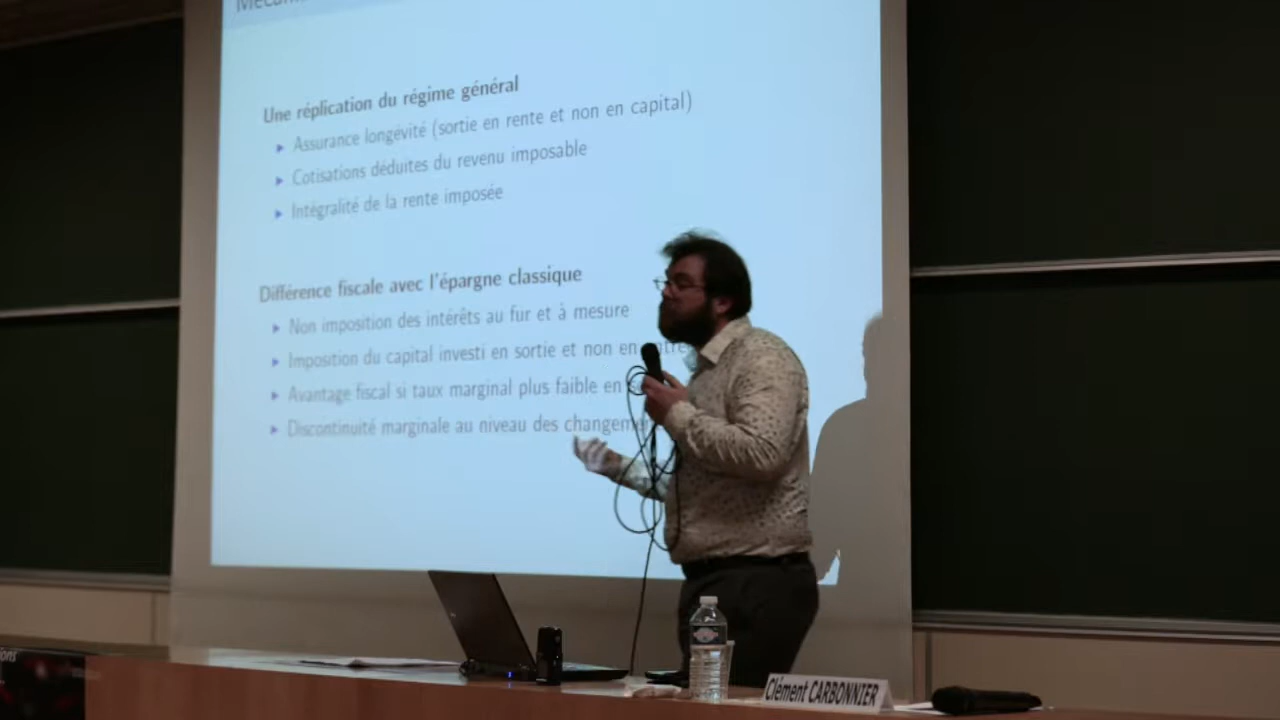 Une réplication du régime général
Assurance longévité (sortie en rente et non en capital)
Cotisations déduites du revenu imposable
Intégralité de la rente imposée
Différence fiscale avec l'épargne classique
Non imposition des intérêts au fur et à mesure
Imposition du capital investi en sortie et non en entrée
Avantage fiscal si taux marginal plus faible en
Discontinuité marginale au niveau des
Clément CARBONNIER